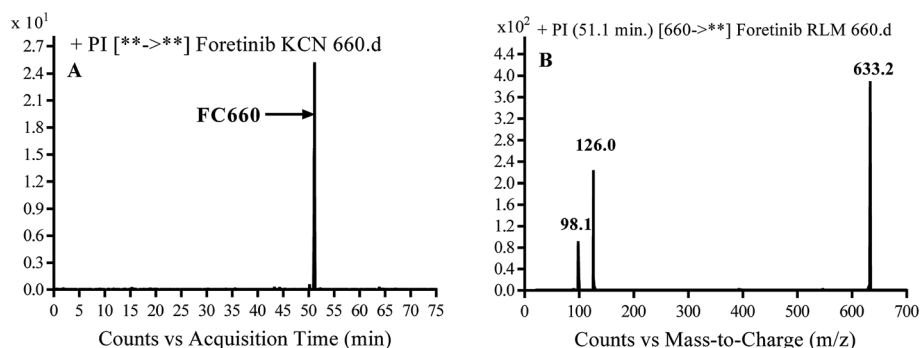 x 10¹
+ PI [**->**] Foretinib KCN 660.d
A
FC660
2.7
2.4
2.1
1.8
1.5
1.2
0.9
0.6
0.3
0.0
0 5 10 15 20 25 30 35 40 45 50 55 60 65 70 75
Counts vs Acquisition Time (min)
x10²
+ PI (51.1 min.) [660->**] Foretinib RLM 660.d
B
633.2
126.0
98.1
4.4
4.0
3.6
3.2
2.8
2.4
2.0
1.6
1.2
0.8
0.4
0.0
0 100 200 300 400 500 600 700
Counts vs Mass-to-Charge (m/z)